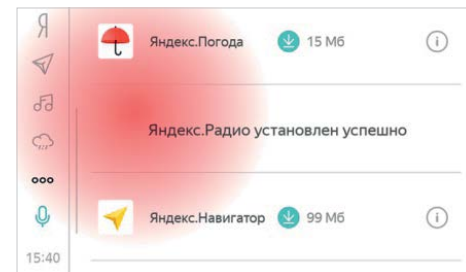 Я
Яндекс.Погода 15 Мб
Яндекс.Радио установлен успешно
Яндекс.Навигатор 99 Мб
15:40